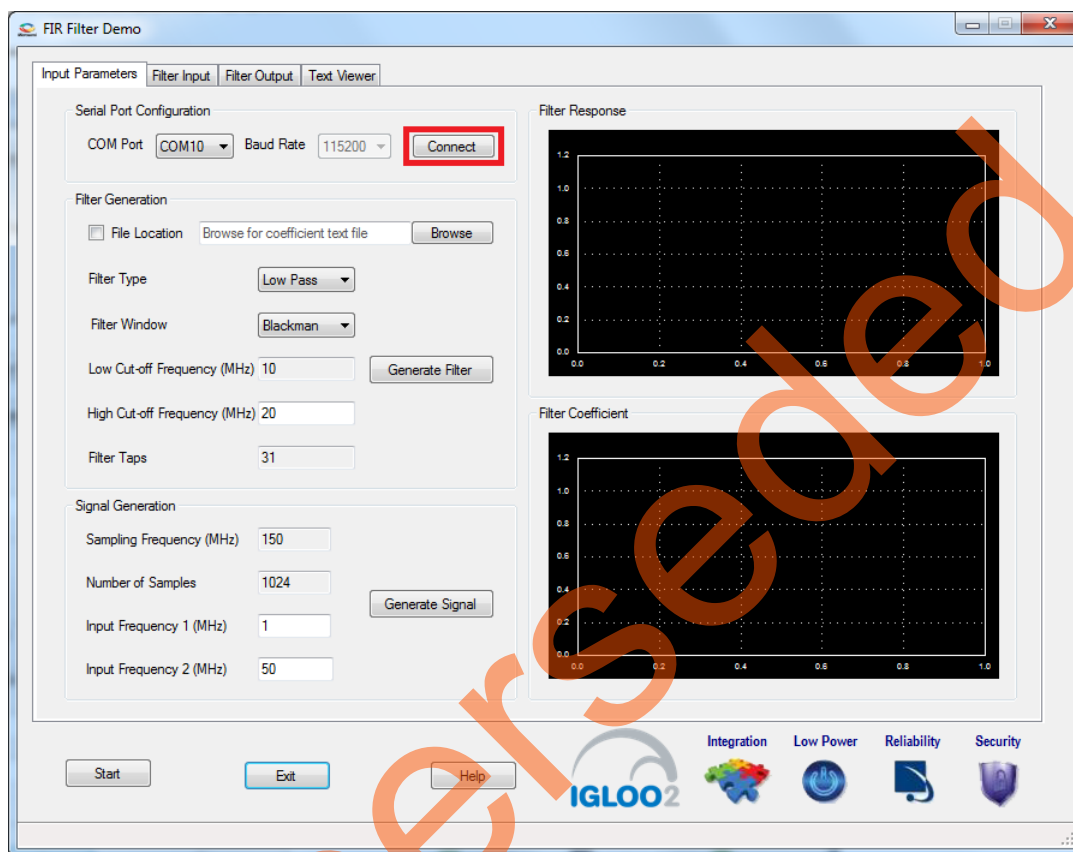 FIR Filter Demo
Input Parameters Filter Input Filter Output Text Viewer
Serial Port Configuration
COM Port COM10 Baud Rate 115200 Connect
Filter Generation
File Location Browse for coefficient text file Browse
Filter Type Low Pass
Filter Window Blackman
Low Cut-off Frequency (MHz) 10 Generate Filter
High Cut-off Frequency (MHz) 20
Filter Taps 31
Signal Generation
Sampling Frequency (MHz) 150
Number of Samples 1024
Generate Signal
Input Frequency 1 (MHz) 1
Input Frequency 2 (MHz) 50
Filter Response
1.2
1.0
0.8
0.6
0.4
0.2
0.0
0.0 0.2 0.4 0.6 0.8 1.0
Filter Coefficient
1.2
1.0
0.8
0.6
0.4
0.2
0.0
0.0 0.2 0.4 0.6 0.8 1.0
Start Exit Help
IGLOO2
Integration Low Power Reliability Security
erseded